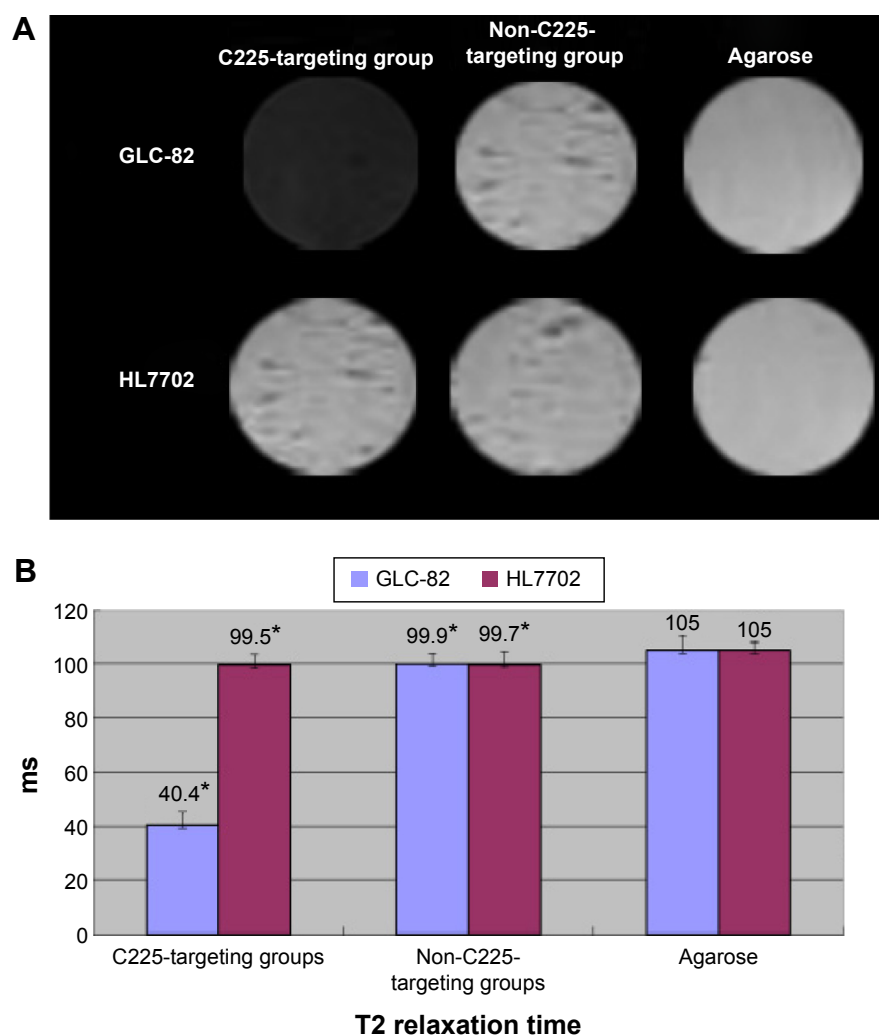 A
C225-targeting group
Non-C225-
targeting group
Agarose
GLC-82
HL7702
B
GLC-82 HL7702
120
100
80
60
40
20
0
ms
40.4*
99.5*
99.9*
99.7*
105
105
C225-targeting groups
Non-C225-
targeting groups
Agarose
T2 relaxation time